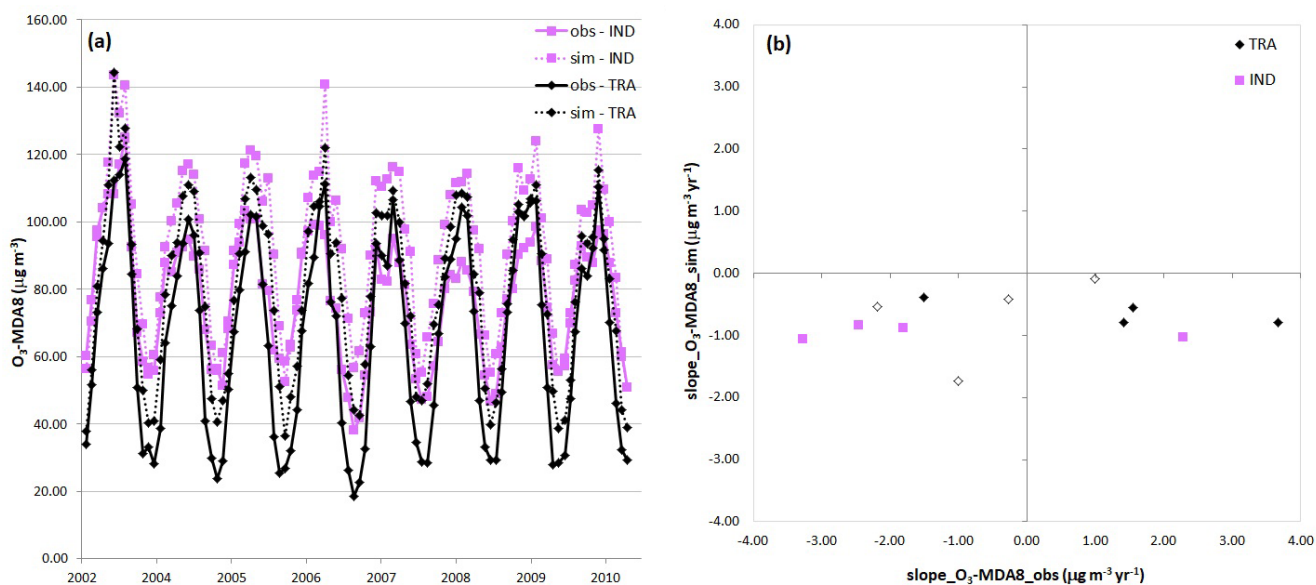 (a)
obs - IND
sim - IND
obs - TRA
sim - TRA
160.00
140.00
120.00
100.00
80.00
60.00
40.00
20.00
0.00
O₃-MDA8 (µg m⁻³)
2002 2004 2005 2006 2007 2008 2009 2010
(b)
TRA
IND
4.00
3.00
2.00
1.00
0.00
-1.00
-2.00
-3.00
-4.00
slope_O₃-MDA8_sim (µg m⁻³ yr⁻¹)
-4.00 -3.00 -2.00 -1.00 0.00 1.00 2.00 3.00 4.00
slope_O₃-MDA8_obs (µg m⁻³ yr⁻¹)